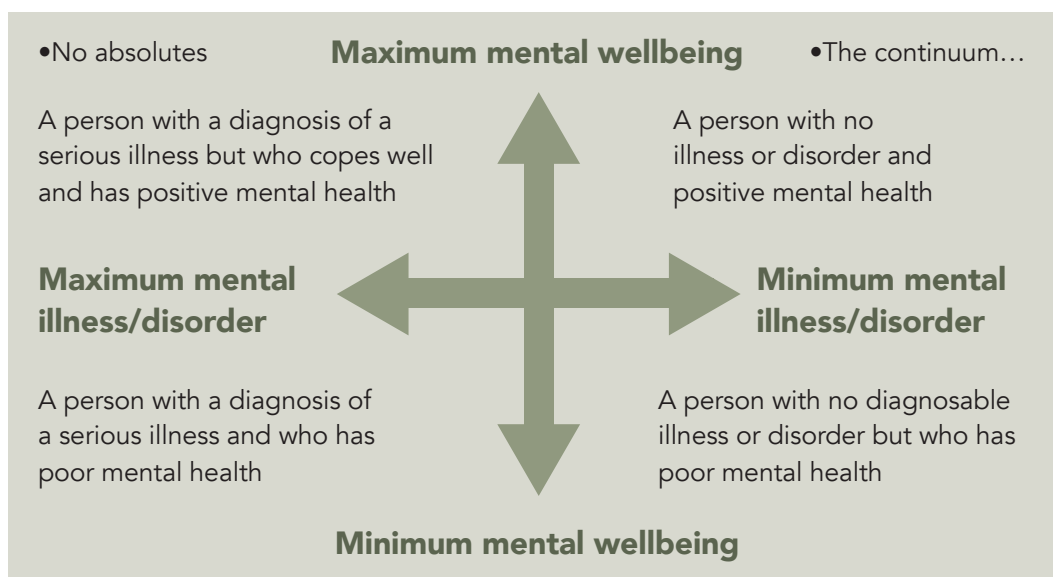 •No absolutes
Maximum mental wellbeing
•The continuum…
A person with a diagnosis of a
serious illness but who copes well
and has positive mental health
A person with no
illness or disorder and
positive mental health
Maximum mental
illness/disorder
Minimum mental
illness/disorder
A person with a diagnosis of
a serious illness and who has
poor mental health
A person with no diagnosable
illness or disorder but who has
poor mental health
Minimum mental wellbeing